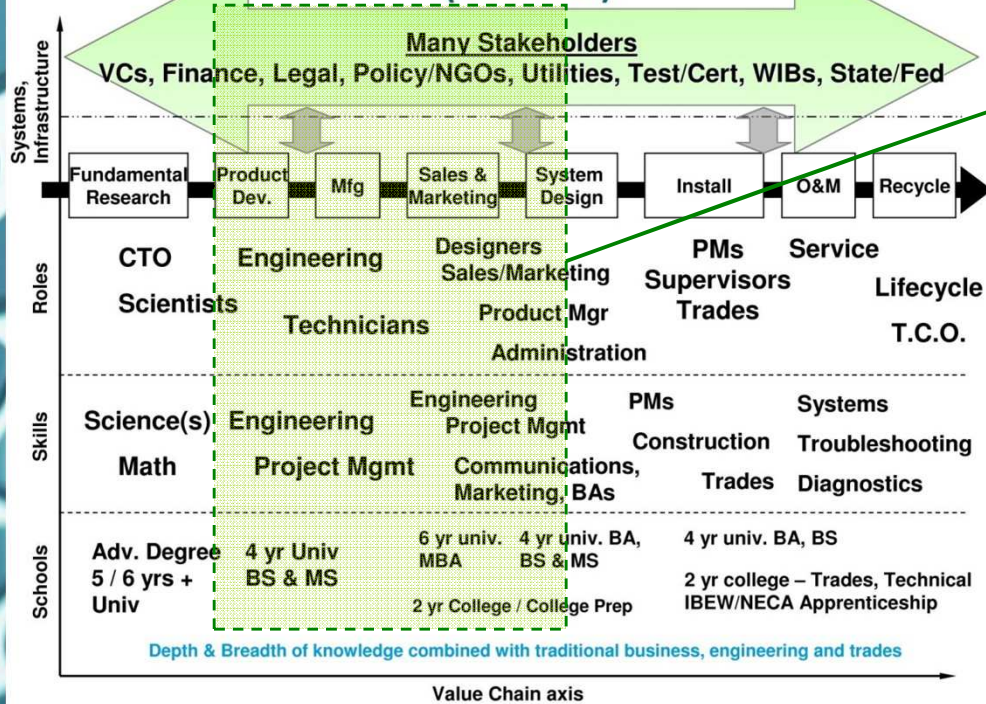 Many Stakeholders
VCs, Finance, Legal, Policy/NGOs, Utilities, Test/Cert, WIBs, State/Fed
Systems,
Infrastructure
Fundamental
Research
Product
Dev.
Mfg
Sales &
Marketing
System
Design
Install
O&M
Recycle
Roles
CTO
Scientists
Engineering
Technicians
Designers
Sales/Marketing
Product Mgr
Administration
PMs
Supervisors
Trades
Service
Lifecycle
T.C.O.
Skills
Science(s)
Math
Engineering
Project Mgmt
Engineering
Project Mgmt
Communications,
Marketing, BAs
PMs
Construction
Trades
Systems
Troubleshooting
Diagnostics
Schools
Adv. Degree
5 / 6 yrs +
Univ
4 yr Univ
BS & MS
6 yr univ.
MBA
4 yr univ. BA,
BS & MS
2 yr College / College Prep
4 yr univ. BA, BS
2 yr college – Trades, Technical
IBEW/NECA Apprenticeship
Depth & Breadth of knowledge combined with traditional business, engineering and trades
Value Chain axis